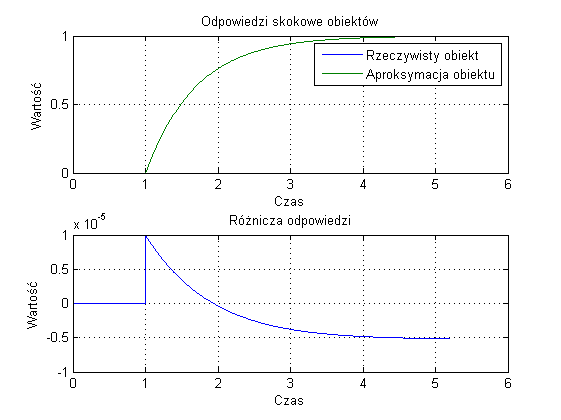 Odpowiedzi skokowe obiektów
1
0.5
0
Wartość
Rzeczywisty obiekt
Aproksymacja obiektu
0 1 2 3 4 5 6
Czas
Różnicza odpowiedzi
x 10^-5
1
0.5
0
-0.5
-1
Wartość
0 1 2 3 4 5 6
Czas